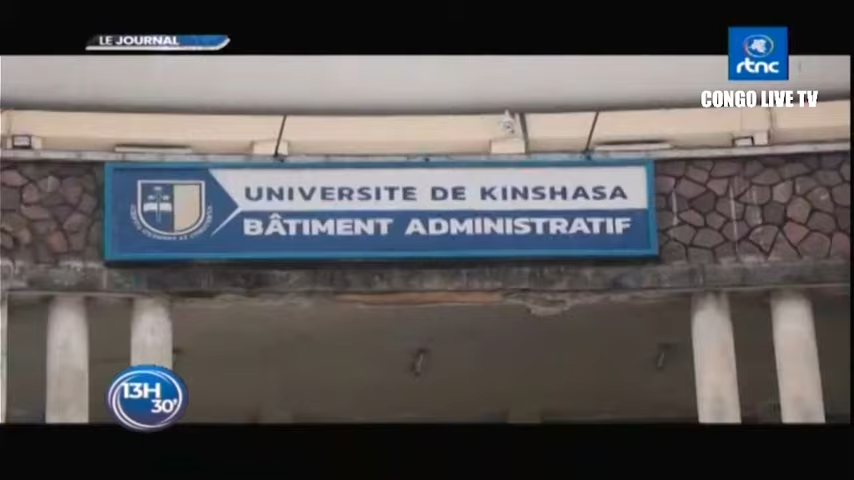 LE JOURNAL
rtnc
CONGO LIVE TV
UNIVERSITE DE KINSHASA
BÂTIMENT ADMINISTRATIF
13H
30'